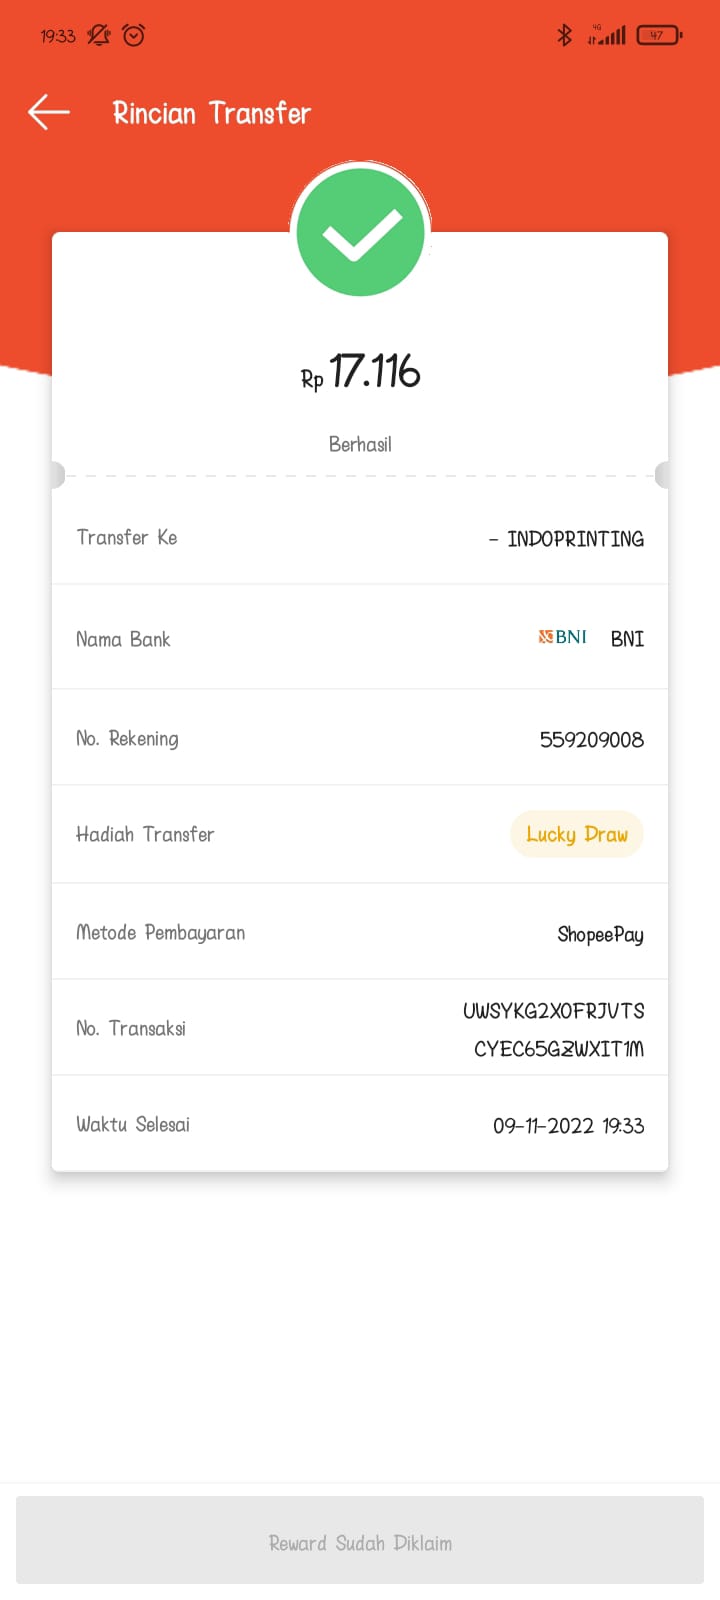 19:33 4G 47
Rincian Transfer
Rp 17.116
Berhasil
Transfer Ke - INDOPRINTING
Nama Bank BNI BNI
No. Rekening 559209008
Hadiah Transfer Lucky Draw
Metode Pembayaran ShopeePay
No. Transaksi UWSYKG2XOFRJVTS
CYEC65GZWXIT1M
Waktu Selesai 09-11-2022 19:33
Reward Sudah Diklaim